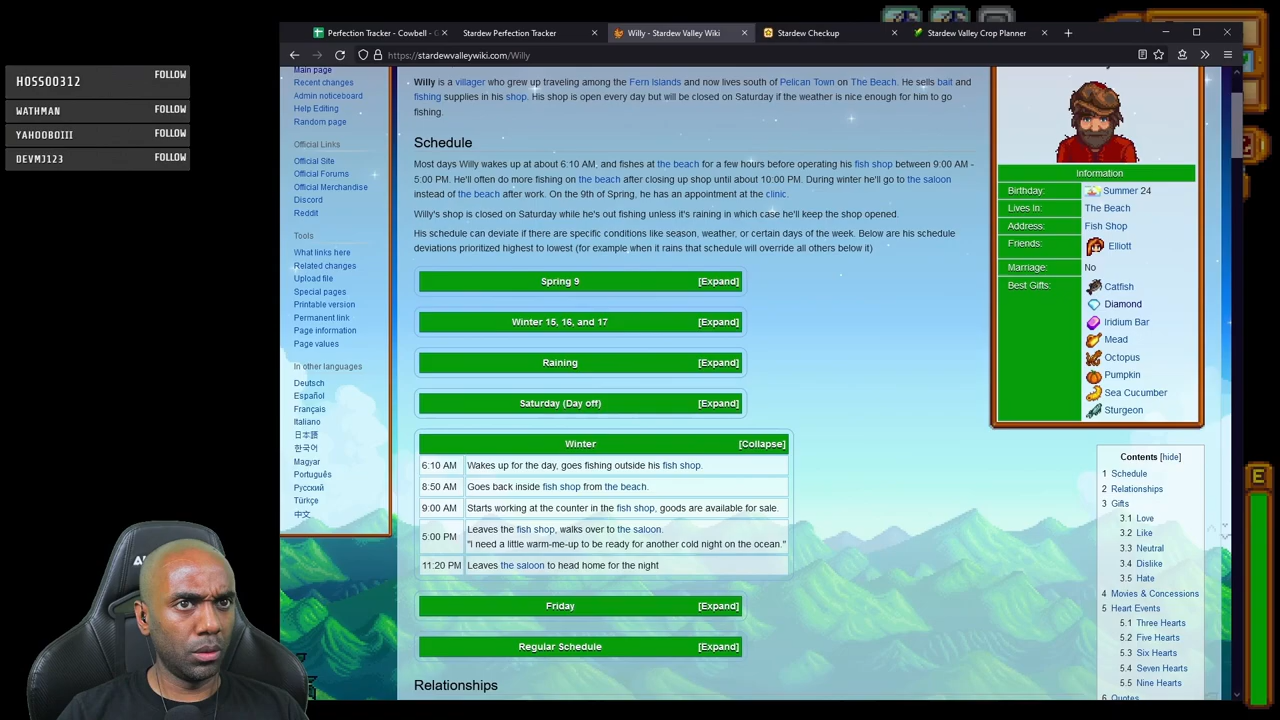 Perfection Tracker - Cowbell - G
Stardew Perfection Tracker
Willy - Stardew Valley Wiki
Stardew Checkup
Stardew Valley Crop Planner
https://stardewvalleywiki.com/Willy
HOSSO0312 FOLLOW
WATHMAN FOLLOW
YAHOOBOIII FOLLOW
DEVMJ123 FOLLOW
Main page
Recent changes
Admin noticeboard
Help Editing
Random page
Official Links
Official Site
Official Forums
Official Merchandise
Discord
Reddit
Tools
What links here
Related changes
Upload file
Special pages
Printable version
Permanent link
Page information
Page values
In other languages
Deutsch
Español
Français
Italiano
日本語
한국어
Magyar
Português
Русский
Türkçe
中文
Willy is a villager who grew up traveling among the Fern Islands and now lives south of Pelican Town on The Beach. He sells bait and
fishing supplies in his shop. His shop is open every day but will be closed on Saturday if the weather is nice enough for him to go
fishing.
Schedule
Most days Willy wakes up at about 6:10 AM, and fishes at the beach for a few hours before operating his fish shop between 9:00 AM -
5:00 PM. He'll often do more fishing on the beach after closing up shop until about 10:00 PM. During winter he'll go to the saloon
instead of the beach after work. On the 9th of Spring, he has an appointment at the clinic.
Willy's shop is closed on Saturday while he's out fishing unless it's raining in which case he'll keep the shop opened.
His schedule can deviate if there are specific conditions like season, weather, or certain days of the week. Below are his schedule
deviations prioritized highest to lowest (for example when it rains that schedule will override all others below it)
Spring 9 [Expand]
Winter 15, 16, and 17 [Expand]
Raining [Expand]
Saturday (Day off) [Expand]
Winter [Collapse]
6:10 AM Wakes up for the day, goes fishing outside his fish shop.
8:50 AM Goes back inside fish shop from the beach.
9:00 AM Starts working at the counter in the fish shop, goods are available for sale.
5:00 PM Leaves the fish shop, walks over to the saloon.
"I need a little warm-me-up to be ready for another cold night on the ocean."
11:20 PM Leaves the saloon to head home for the night
Friday [Expand]
Regular Schedule [Expand]
Relationships
Information
Birthday: Summer 24
Lives In: The Beach
Address: Fish Shop
Friends: Elliott
Marriage: No
Best Gifts: Catfish
Diamond
Iridium Bar
Mead
Octopus
Pumpkin
Sea Cucumber
Sturgeon
Contents [hide]
1 Schedule
2 Relationships
3 Gifts
3.1 Love
3.2 Like
3.3 Neutral
3.4 Dislike
3.5 Hate
4 Movies & Concessions
5 Heart Events
5.1 Three Hearts
5.2 Five Hearts
5.3 Six Hearts
5.4 Seven Hearts
5.5 Nine Hearts
6 Quotes
E